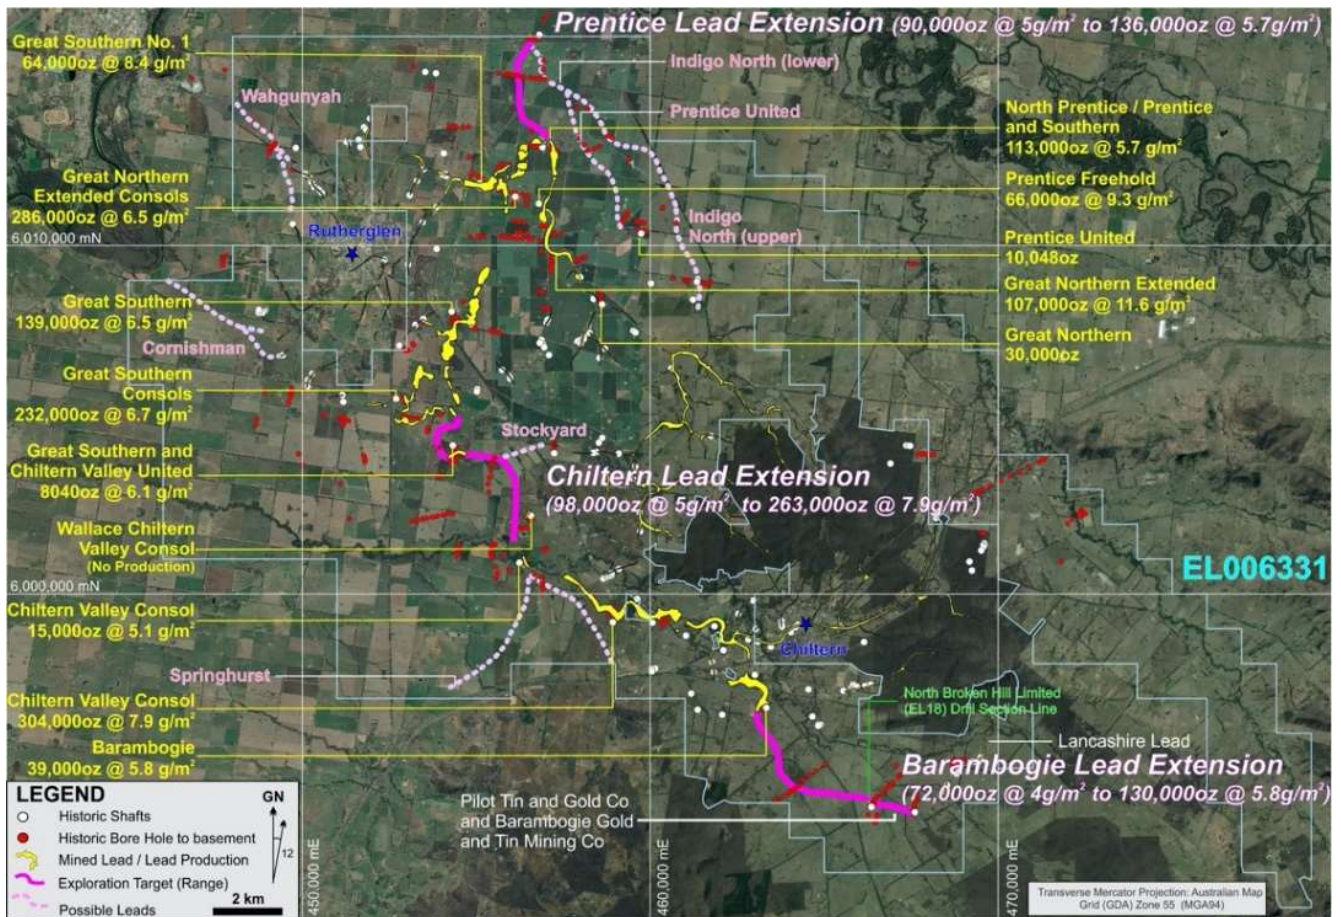 Prentice Lead Extension (90,000oz @ 5g/m² to 136,000oz @ 5.7g/m²)
Great Southern No. 1
64,000oz @ 8.4 g/m²
Wahgunyah
Indigo North (lower)
Prentice United
North Prentice / Prentice
and Southern
113,000oz @ 5.7 g/m²
Great Northern
Extended Consols
286,000oz @ 6.5 g/m²
Prentice Freehold
66,000oz @ 9.3 g/m²
Indigo
North (upper)
Rutherglen
6,010,000 mN
Prentice United
10,048oz
Great Northern Extended
107,000oz @ 11.6 g/m²
Great Southern
139,000oz @ 6.5 g/m²
Great Northern
30,000oz
Cornishman
Great Southern
Consols
232,000oz @ 6.7 g/m²
Stockyard
Great Southern and
Chiltern Valley United
8040oz @ 6.1 g/m²
Chiltern Lead Extension
(98,000oz @ 5g/m² to 263,000oz @ 7.9g/m²)
Wallace Chiltern
Valley Consol
(No Production)
EL006331
6,000,000 mN
Chiltern Valley Consol
15,000oz @ 5.1 g/m²
Chiltern
Springhurst
Chiltern Valley Consol
304,000oz @ 7.9 g/m²
North Broken Hill Limited
(EL18) Drill Section Line
Lancashire Lead
Barambogie
39,000oz @ 5.8 g/m²
Barambogie Lead Extension
(72,000oz @ 4g/m² to 130,000oz @ 5.8g/m²)
Pilot Tin and Gold Co
and Barambogie Gold
and Tin Mining Co
LEGEND
GN
12
Historic Shafts
Historic Bore Hole to basement
Mined Lead / Lead Production
Exploration Target (Range)
Possible Leads
2 km
450,000 mE
460,000 mE
470,000 mE
Transverse Mercator Projection: Australian Map
Grid (GDA) Zone 55 (MGA94)